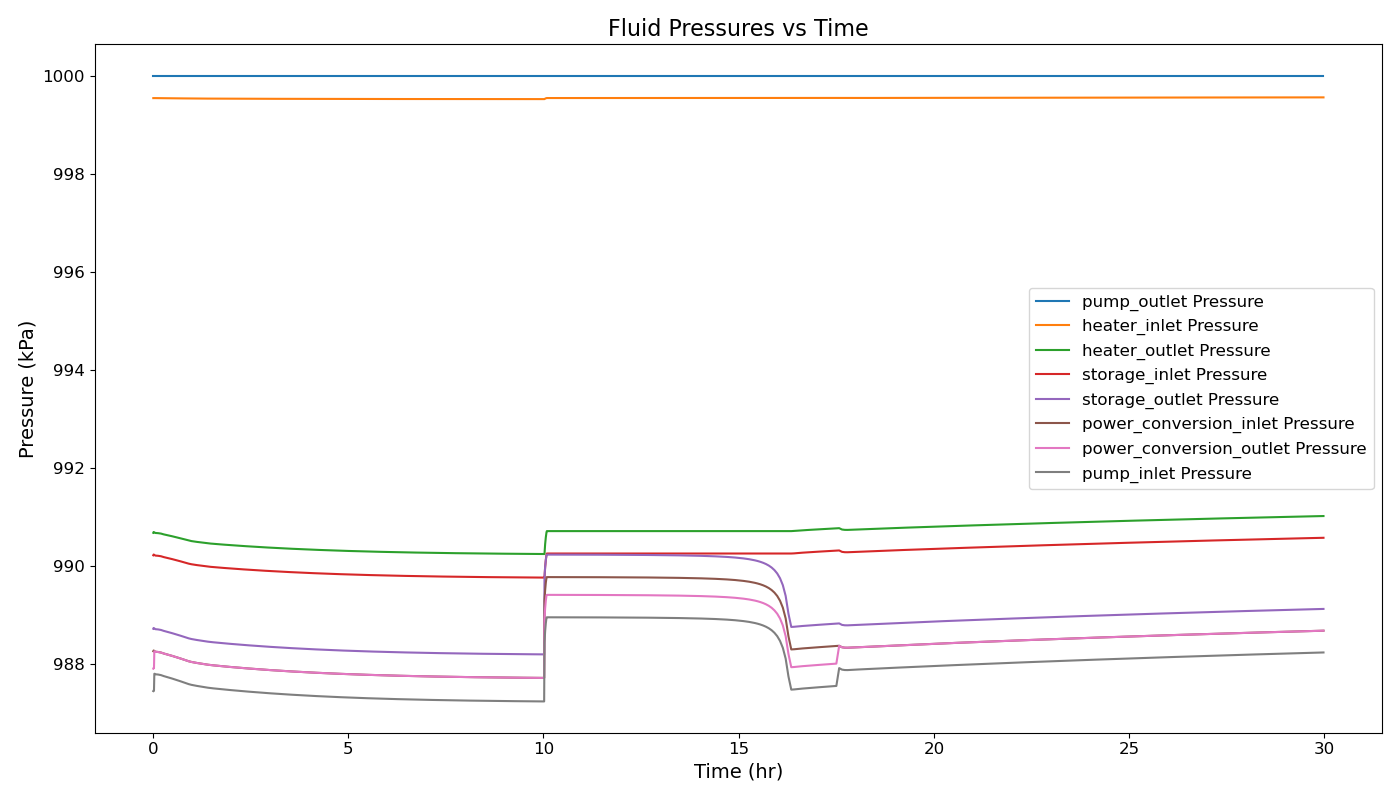 Fluid Pressures vs Time
Pressure (kPa)
1000
998
996
994
992
990
988
pump_outlet Pressure
heater_inlet Pressure
heater_outlet Pressure
storage_inlet Pressure
storage_outlet Pressure
power_conversion_inlet Pressure
power_conversion_outlet Pressure
pump_inlet Pressure
0 5 10 15 20 25 30
Time (hr)